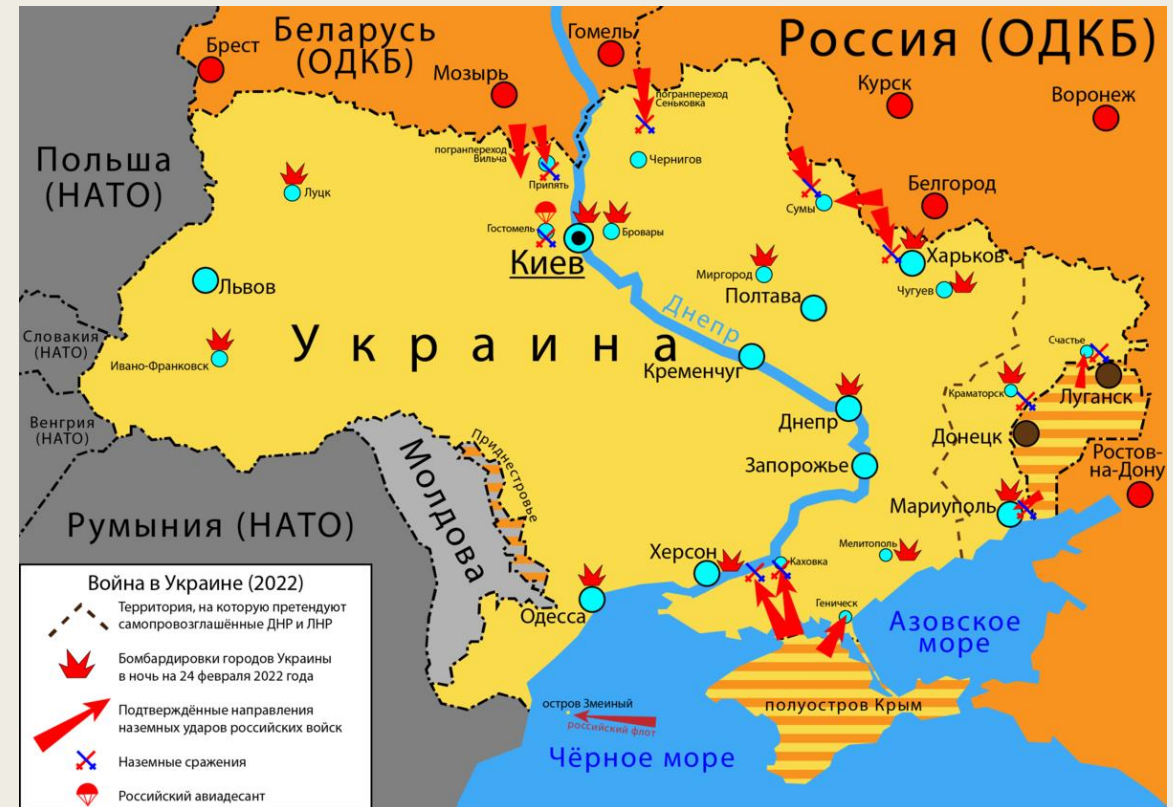 Беларусь
(ОДКБ)
Гомель
Россия (ОДКБ)
Брест
Мозырь
Курск
Воронеж
погранпереход
Сеньковка
Польша
(НАТО)
погранпереход
Вильча
Чернигов
Припять
Луцк
Сумы
Белгород
Гостомель
Бровары
Киев
Харьков
Миргород
Чугуев
Львов
Полтава
Днепр
Словакия
(НАТО)
Украина
Счастье
Ивано-Франковск
Кременчуг
Краматорск
Луганск
Венгрия
(НАТО)
Приднестровье
Днепр
Донецк
Молдова
Запорожье
Ростов-
на-Дону
Румыния (НАТО)
Мариуполь
Херсон
Мелитополь
Каховка
Одесса
Геническ
Азовское
море
остров Змеиный
российский флот
полуостров Крым
Чёрное море
Война в Украине (2022)
Территория, на которую претендуют
самопровозглашённые ДНР и ЛНР
Бомбардировки городов Украины
в ночь на 24 февраля 2022 года
Подтверждённые направления
наземных ударов российских войск
Наземные сражения
Российский авиадесант